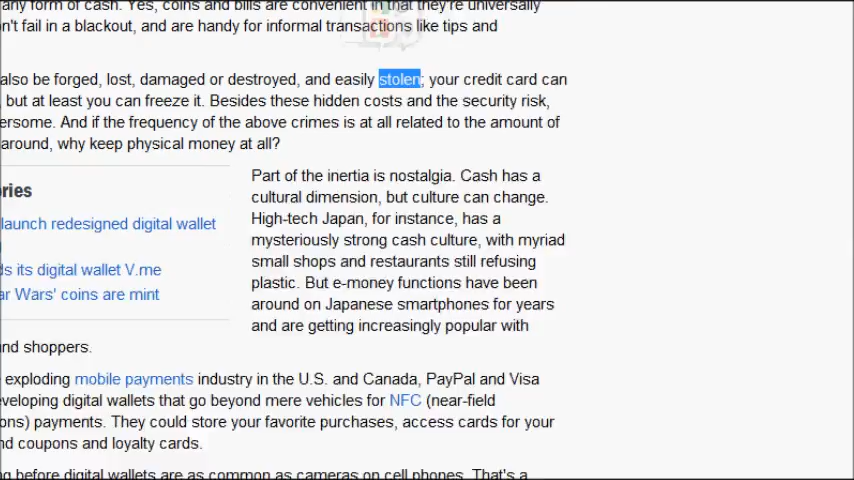 any form of cash. Yes, coins and bills are convenient in that they're universally
n't fail in a blackout, and are handy for informal transactions like tips and
also be forged, lost, damaged or destroyed, and easily stolen; your credit card can
, but at least you can freeze it. Besides these hidden costs and the security risk,
ersome. And if the frequency of the above crimes is at all related to the amount of
around, why keep physical money at all?
ries
launch redesigned digital wallet
ds its digital wallet V.me
ar Wars' coins are mint
Part of the inertia is nostalgia. Cash has a
cultural dimension, but culture can change.
High-tech Japan, for instance, has a
mysteriously strong cash culture, with myriad
small shops and restaurants still refusing
plastic. But e-money functions have been
around on Japanese smartphones for years
and are getting increasingly popular with
nd shoppers.
exploding mobile payments industry in the U.S. and Canada, PayPal and Visa
eveloping digital wallets that go beyond mere vehicles for NFC (near-field
ons) payments. They could store your favorite purchases, access cards for your
nd coupons and loyalty cards.
ng before digital wallets are as common as cameras on cell phones. That's a